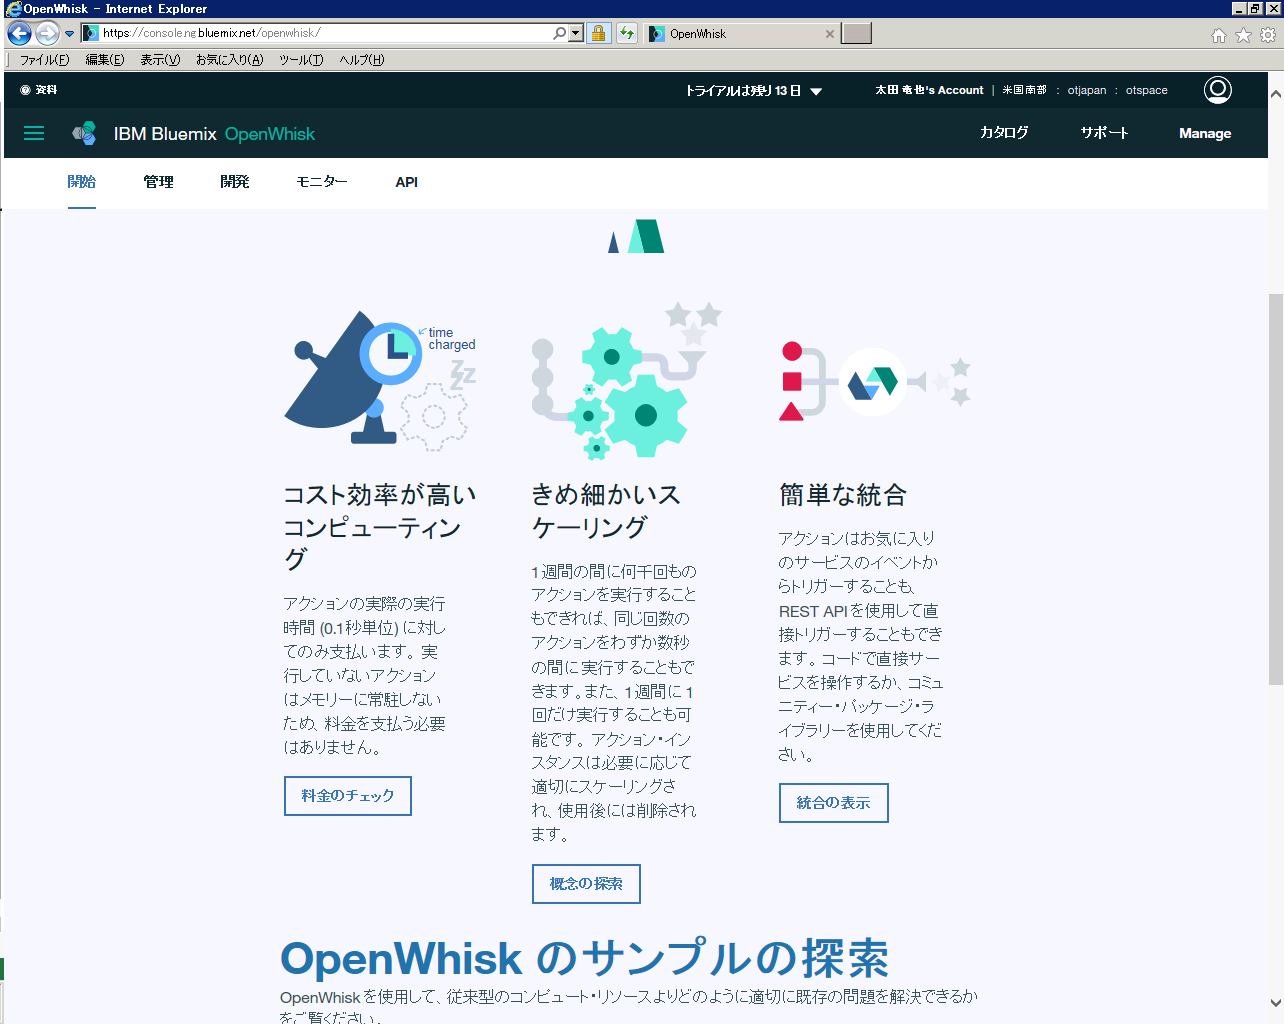 OpenWhisk - Internet Explorer
https://console.ng.bluemix.net/openwhisk/
OpenWhisk
ファイル(F) 編集(E) 表示(V) お気に入り(A) ツール(T) ヘルプ(H)
資料
トライアルは残り 13 日
太田 竜也's Account | 米国南部 : otjapan : otspace
IBM Bluemix OpenWhisk
カタログ サポート Manage
開始 管理 開発 モニター API
time
charged
Z
Z
Z
コスト効率が高い
コンピューティン
グ
アクションの実際の実行
時間 (0.1秒単位) に対し
てのみ支払います。 実
行していないアクション
はメモリーに常駐しない
ため、料金を支払う必要
はありません。
料金のチェック
きめ細かいス
ケーリング
1 週間の間に何千回もの
アクションを実行すること
もできれば、同じ回数の
アクションをわずか数秒
の間に実行することもで
きます。また、1 週間に 1
回だけ実行することも可
能です。 アクション・イン
スタンスは必要に応じて
適切にスケーリングさ
れ、使用後には削除され
ます。
概念の探索
簡単な統合
アクションはお気に入り
のサービスのイベントか
らトリガーすることも、
REST API を使用して直
接トリガーすることもでき
ます。 コードで直接サー
ビスを操作するか、コミュ
ニティー・パッケージ・ラ
イブラリーを使用してくだ
さい。
統合の表示
OpenWhisk のサンプルの探索
OpenWhisk を使用して、従来型のコンピュート・リソースよりどのように適切に既存の問題を解決できるか
をご覧ください。